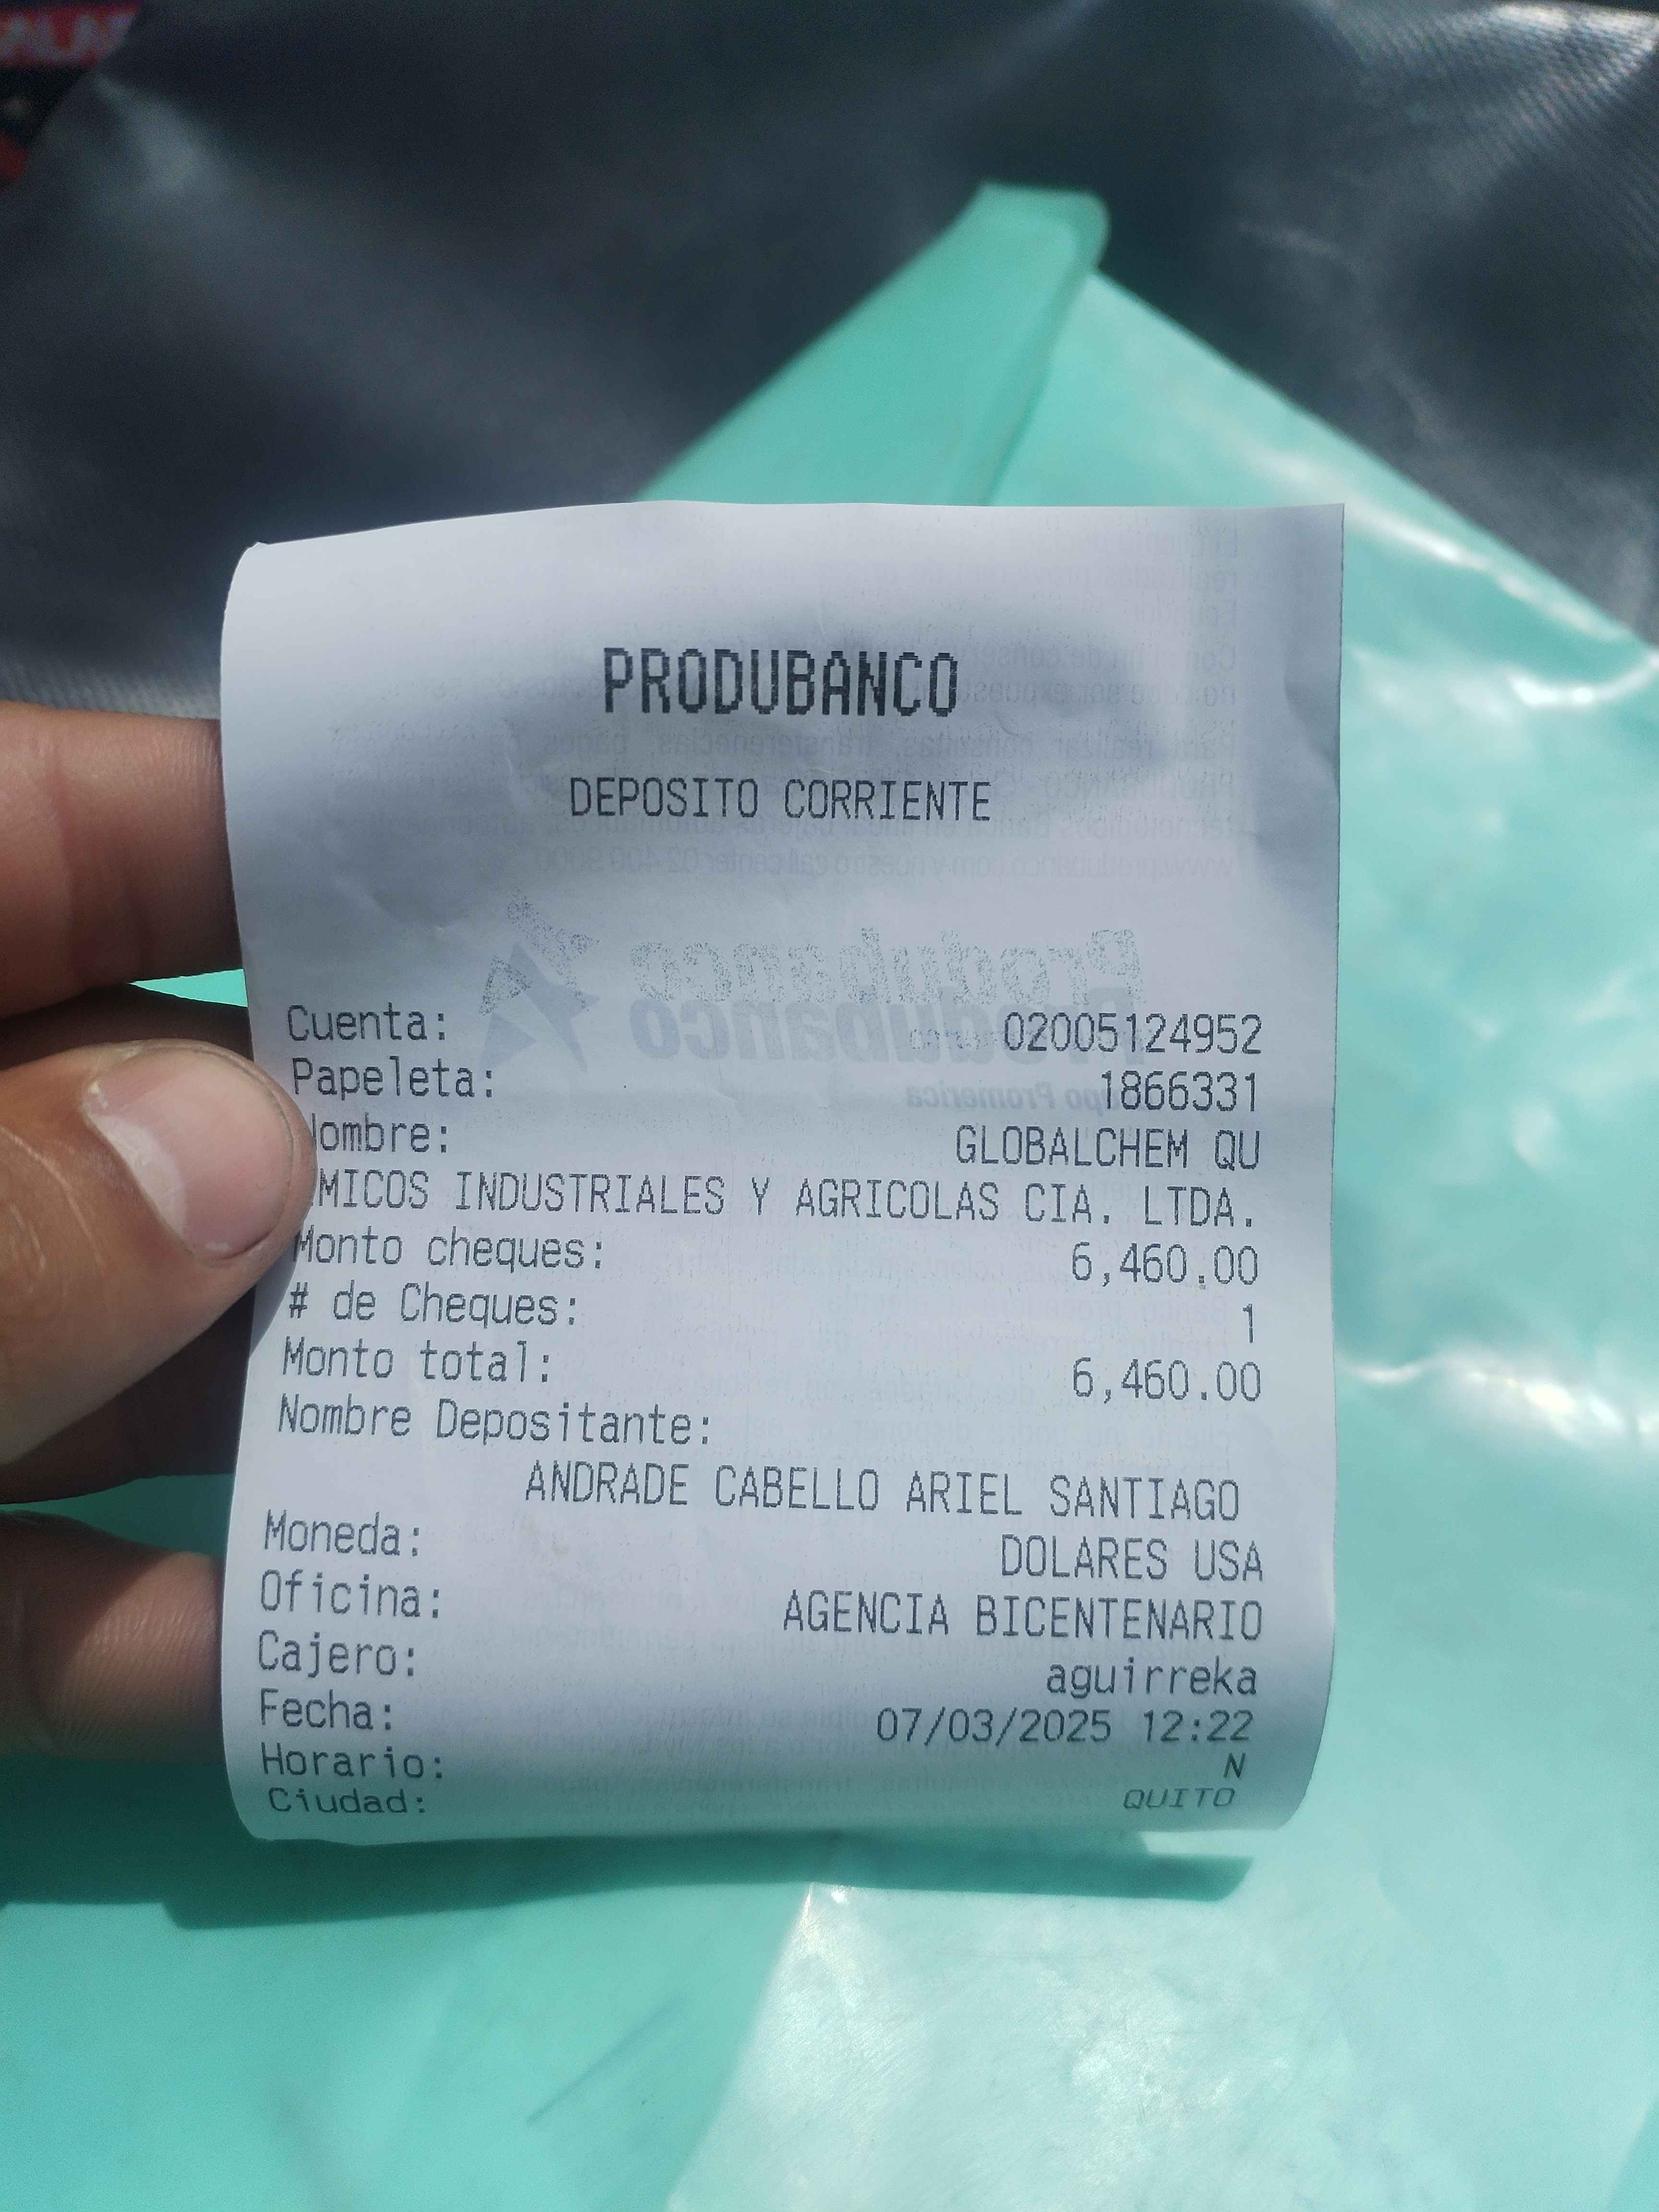 PRODUBANCO
DEPOSITO CORRIENTE
Cuenta: 02005124952
Papeleta: 1866331
ombre: GLOBALCHEM QU
MICOS INDUSTRIALES Y AGRICOLAS CIA. LTDA.
Monto cheques: 6,460.00
# de Cheques: 1
Monto total: 6,460.00
Nombre Depositante:
ANDRADE CABELLO ARIEL SANTIAGO
Moneda: DOLARES USA
Oficina: AGENCIA BICENTENARIO
Cajero: aguirreka
Fecha: 07/03/2025 12:22
Horario: N
Ciudad: QUITO